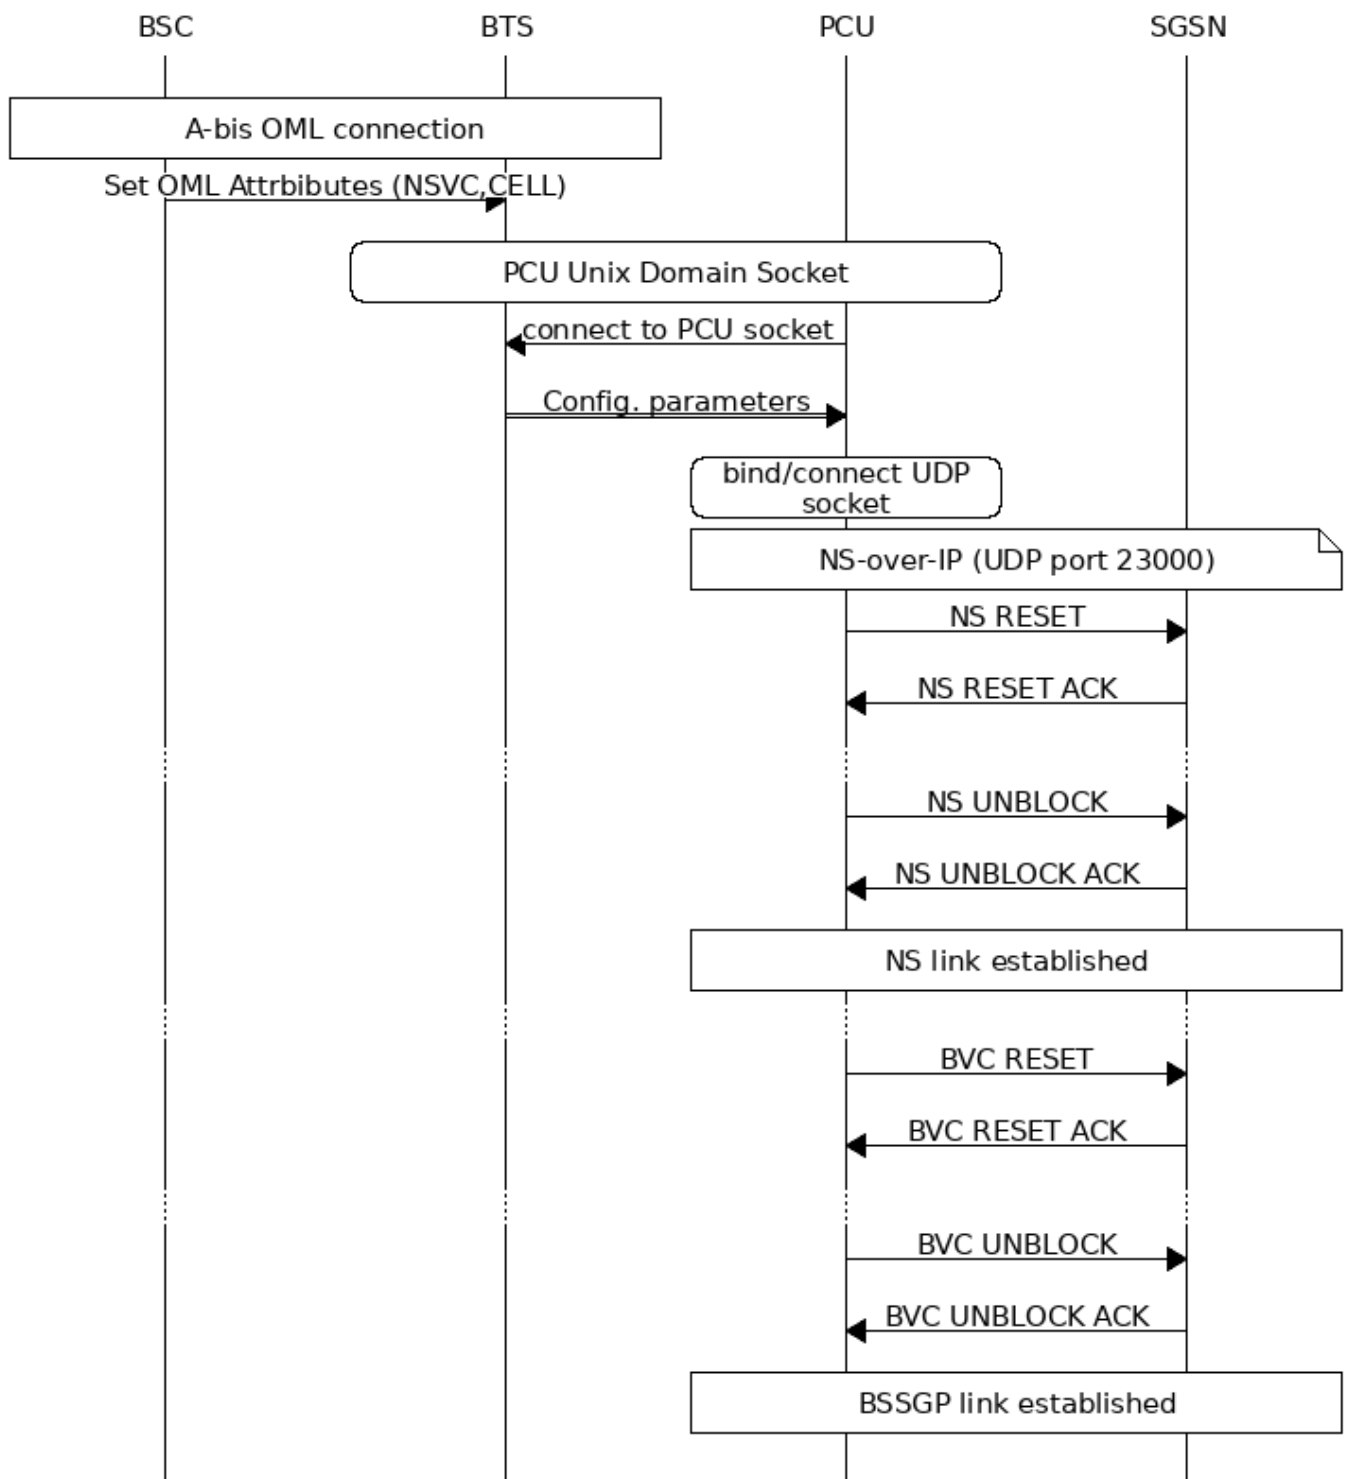 BSC BTS PCU SGSN
A-bis OML connection
Set OML Attrbibutes (NSVC,CELL)
PCU Unix Domain Socket
connect to PCU socket
Config. parameters
bind/connect UDP
socket
NS-over-IP (UDP port 23000)
NS RESET
NS RESET ACK
NS UNBLOCK
NS UNBLOCK ACK
NS link established
BVC RESET
BVC RESET ACK
BVC UNBLOCK
BVC UNBLOCK ACK
BSSGP link established